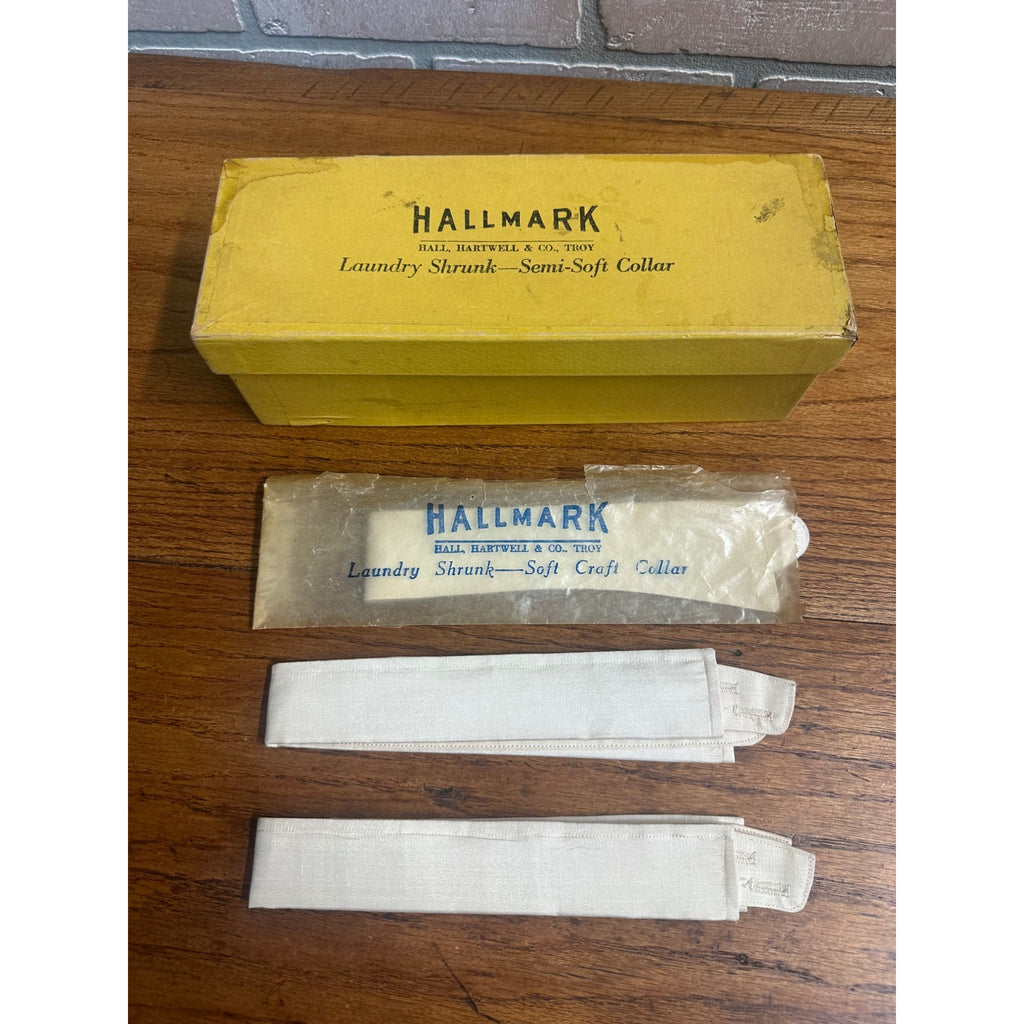 HALLMARK
HALL, HARTWELL & CO., TROY
Laundry Shrunk—Semi-Soft Collar
HALLMARK
HALL, HARTWELL & CO., TROY
Laundry Shrunk—Soft Craft Collar